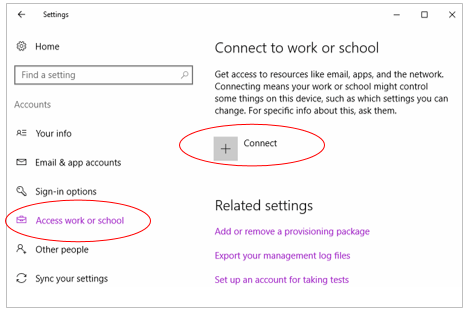 Settings
Home
Find a setting
Accounts
Your info
Email & app accounts
Sign-in options
Access work or school
Other people
Sync your settings
Connect to work or school
Get access to resources like email, apps, and the network.
Connecting means your work or school might control
some things on this device, such as which settings you can
change. For specific info about this, ask them.
Connect
Related settings
Add or remove a provisioning package
Export your management log files
Set up an account for taking tests